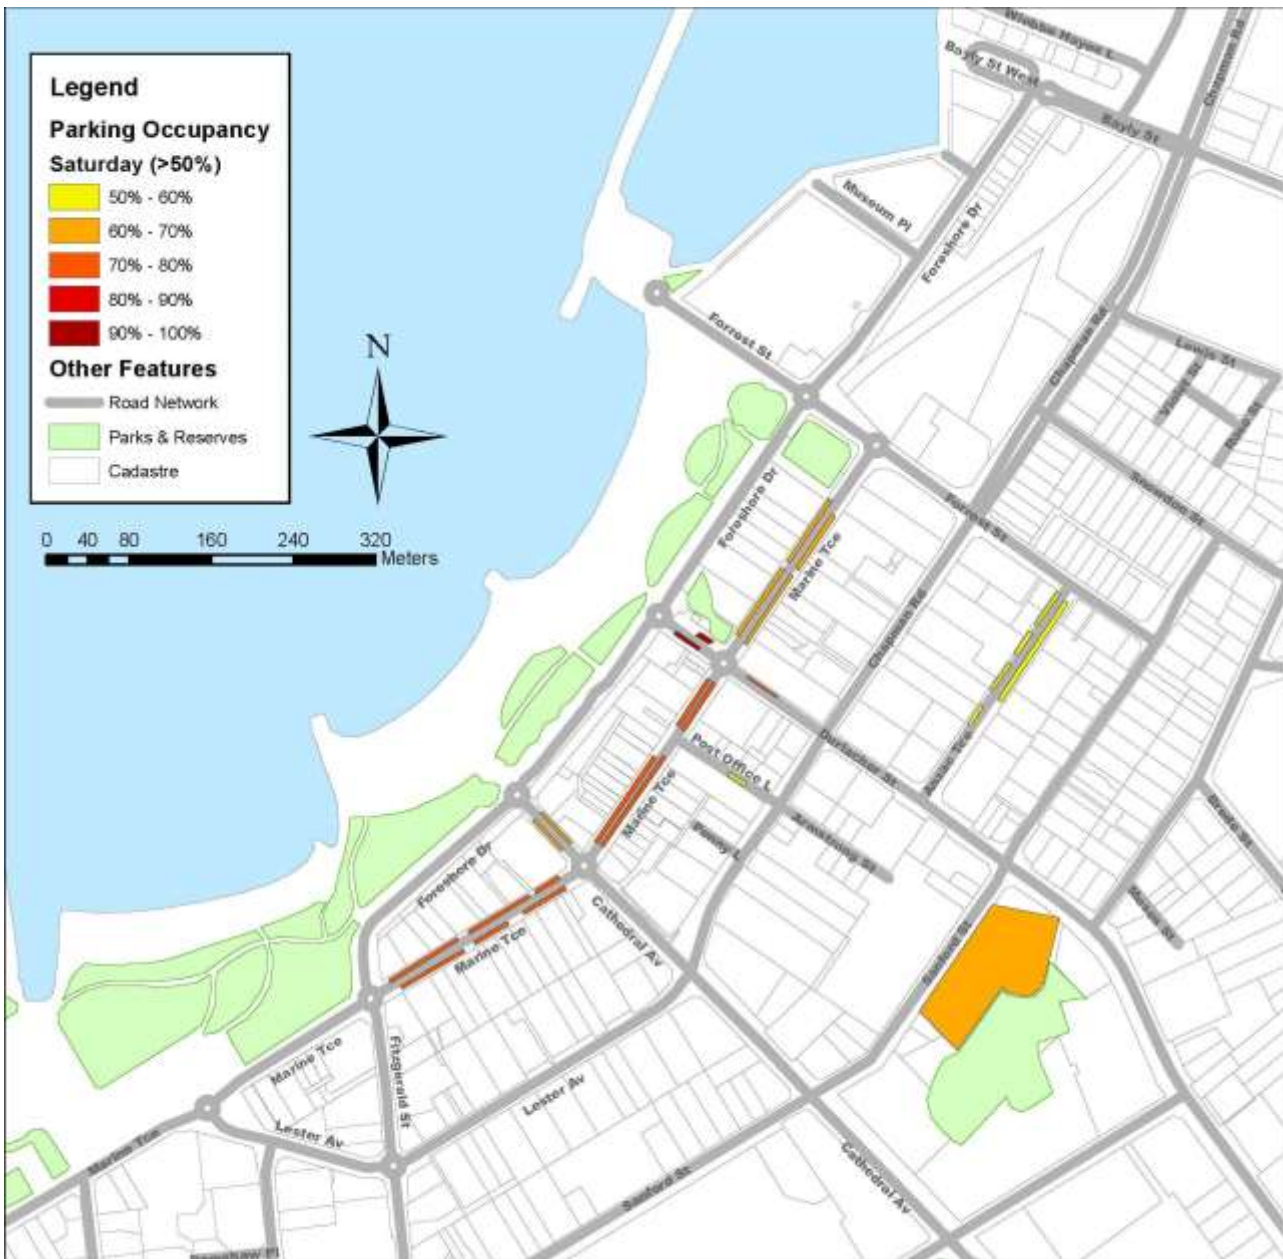 Legend
Parking Occupancy
Saturday (>50%)
50% - 60%
60% - 70%
70% - 80%
80% - 90%
90% - 100%
Other Features
Road Network
Parks & Reserves
Cadastre
N
0 40 80 160 240 320
Meters
Bayly St West
Chapman Rd
Bayly St
Museum Pl
Foreshore Dr
Forrest St
Chapman Rd
Lewis St
Snowdon St
Foreshore Dr
Forrest St
Marine Tce
Chapman Rd
Durlacher St
Anzac Tce
Post Office L
Marine Tce
Penny L
Armstrong St
Foreshore Dr
Cathedral Av
Marine Tce
Sanford St
Marine Tce
Fitzgerald St
Lester Av
Lester Av
Marine Tce
Sanford St
Cathedral Av